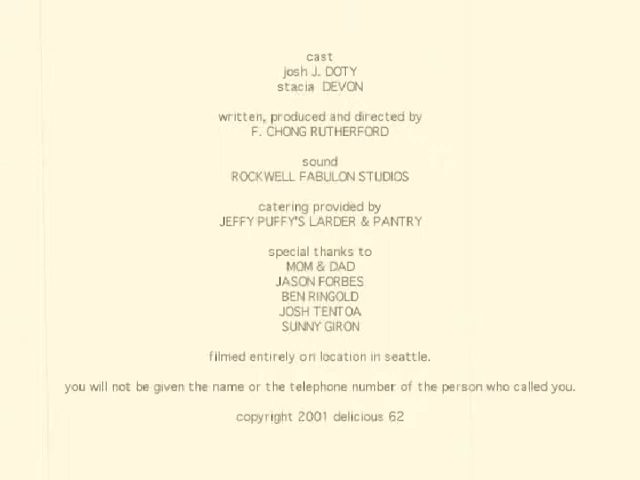 cast
josh J. DOTY
stacia DEVON
written, produced and directed by
F. CHONG RUTHERFORD
sound
ROCKWELL FABULON STUDIOS
catering provided by
JEFFY PUFFY'S LARDER & PANTRY
special thanks to
MOM & DAD
JASON FORBES
BEN RINGOLD
JOSH TENTOA
SUNNY GIRON
filmed entirely on location in seattle.
you will not be given the name or the telephone number of the person who called you.
copyright 2001 delicious 62